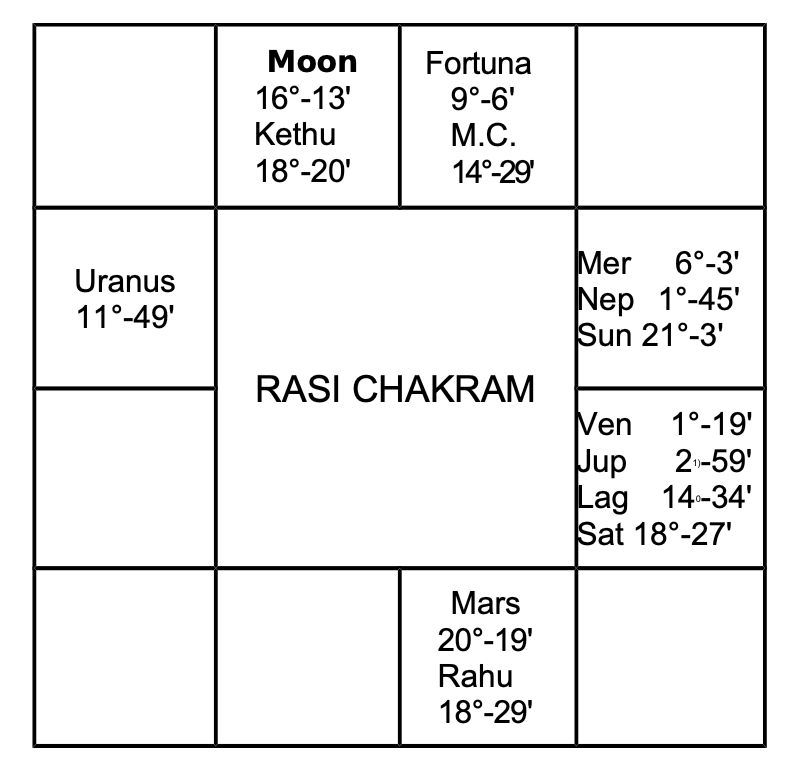 Moon
16°-13'
Kethu
18°-20'
Fortuna
9°-6'
M.C.
14°-29'
Uranus
11°-49'
RASI CHAKRAM
Mer 6°-3'
Nep 1°-45'
Sun 21°-3'
Ven 1°-19'
Jup 2¹⁾-59'
Lag 14⁰-34'
Sat 18°-27'
Mars
20°-19'
Rahu
18°-29'